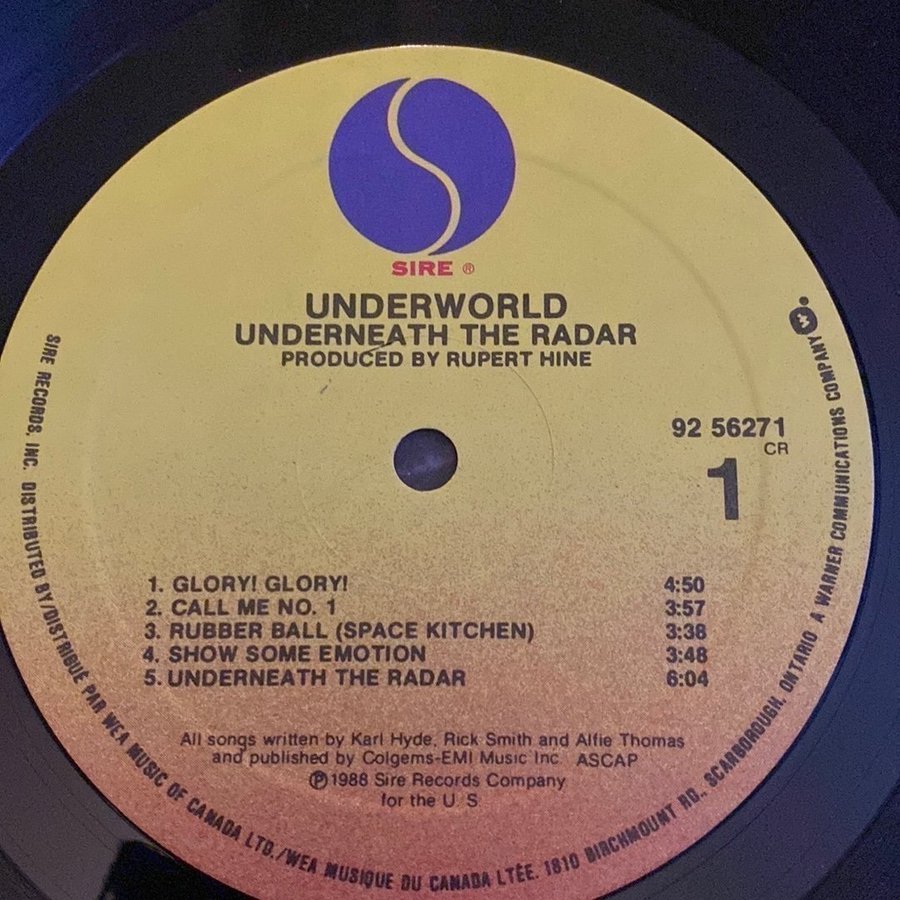 SIRE ®
UNDERWORLD
UNDERNEATH THE RADAR
PRODUCED BY RUPERT HINE
92 56271
CR
1
1. GLORY! GLORY! 4:50
2. CALL ME NO. 1 3:57
3. RUBBER BALL (SPACE KITCHEN) 3:38
4. SHOW SOME EMOTION 3:48
5. UNDERNEATH THE RADAR 6:04
All songs written by Karl Hyde, Rick Smith and Alfie Thomas
and published by Colgems-EMI Music Inc. ASCAP
℗ 1988 Sire Records Company
for the U S
SIRE RECORDS, INC. DISTRIBUTED BY/DISTRIBUÉ PAR WEA MUSIC OF CANADA LTD./WEA MUSIQUE DU CANADA LTÉE. 1810 BIRCHMOUNT RD., SCARBOROUGH, ONTARIO A WARNER COMMUNICATIONS COMPANY